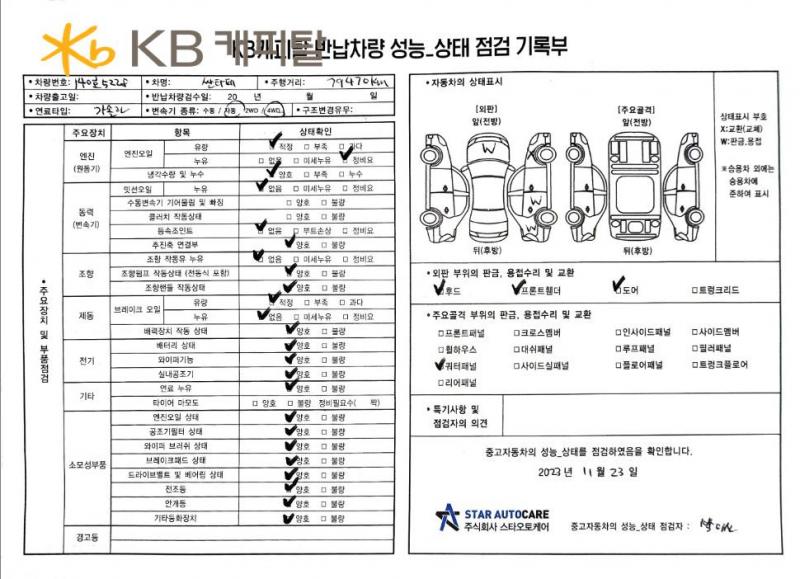 KB 캐피탈
KB캐피탈 반납차량 성능_상태 점검 기록부
• 차량번호: • 차명: 싼타페 • 주행거리: 79470km
• 차량출고일: • 반납차량검수일: 20 년 월 일
• 연료타입: 가솔린 • 변속기 종류: 수동 / 자동 2WD / 4WD • 구조변경유무:
• 주요장치 및 부품점검
주요장치 항목 상태확인
엔진 (원동기) 엔진오일 유량 ✓적정 □ 부족 □ 과다
누유 □ 없음 □ 미세누유 ✓정비요
냉각수량 및 누수 ✓양호 □ 부족 □ 누수
동력 (변속기) 밋션오일 누유 ✓없음 □ 미세누유 □ 정비요
수동변속기 기어물림 및 빠짐 □ 양호 □ 불량
클러치 작동상태 □ 양호 □ 불량
등속조인트 ✓없음 □ 부트손상 □ 정비요
추진축 연결부 ✓양호 □ 불량
조향 조향 작동유 누유 ✓없음 □ 미세누유 □ 정비요
조향펌프 작동상태 (전동식 포함) ✓양호 □ 불량
조향핸들 작동상태 ✓양호 □ 불량
제동 브레이크 오일 유량 ✓적정 □ 부족 □ 과다
누유 ✓없음 □ 미세누유 □ 정비요
배력장치 작동 상태 ✓양호 □ 불량
전기 배터리 상태 ✓양호 □ 불량
와이퍼기능 ✓양호 □ 불량
실내공조기 ✓양호 □ 불량
기타 연료 누유 ✓양호 □ 불량
타이어 마모도 □ 양호 □ 불량 정비필요수( 짝)
소모성부품 엔진오일 상태 ✓양호 □ 불량
공조기필터 상태 ✓양호 □ 불량
와이퍼 브러쉬 상태 ✓양호 □ 불량
브레이크패드 상태 ✓양호 □ 불량
드라이브벨트 및 베어링 상태 ✓양호 □ 불량
전조등 ✓양호 □ 불량
안개등 ✓양호 □ 불량
기타등화장치 ✓양호 □ 불량
경고등
• 자동차의 상태표시
[외판] [주요골격]
앞(전방) 앞(전방)
W
W
W
뒤(후방) 뒤(후방)
상태표시 부호
X:교환(교체)
W:판금,용접
※승용차 외에는
승용차에
준하여 표시
• 외판 부위의 판금, 용접수리 및 교환
✓후드 ✓프론트휀더 ✓도어 □트렁크리드
• 주요골격 부위의 판금, 용접수리 및 교환
□프론트패널 □크로스멤버 □인사이드패널 □사이드멤버
□휠하우스 □대쉬패널 □루프패널 □필러패널
✓쿼터패널 □사이드실패널 □플로어패널 □트렁크플로어
□리어패널
• 특기사항 및
점검자의 의견
중고자동차의 성능_상태를 점검하였음을 확인합니다.
2023 년 11 월 23 일
STAR AUTOCARE
주식회사 스타오토케어
중고자동차의 성능_상태 점검자 :